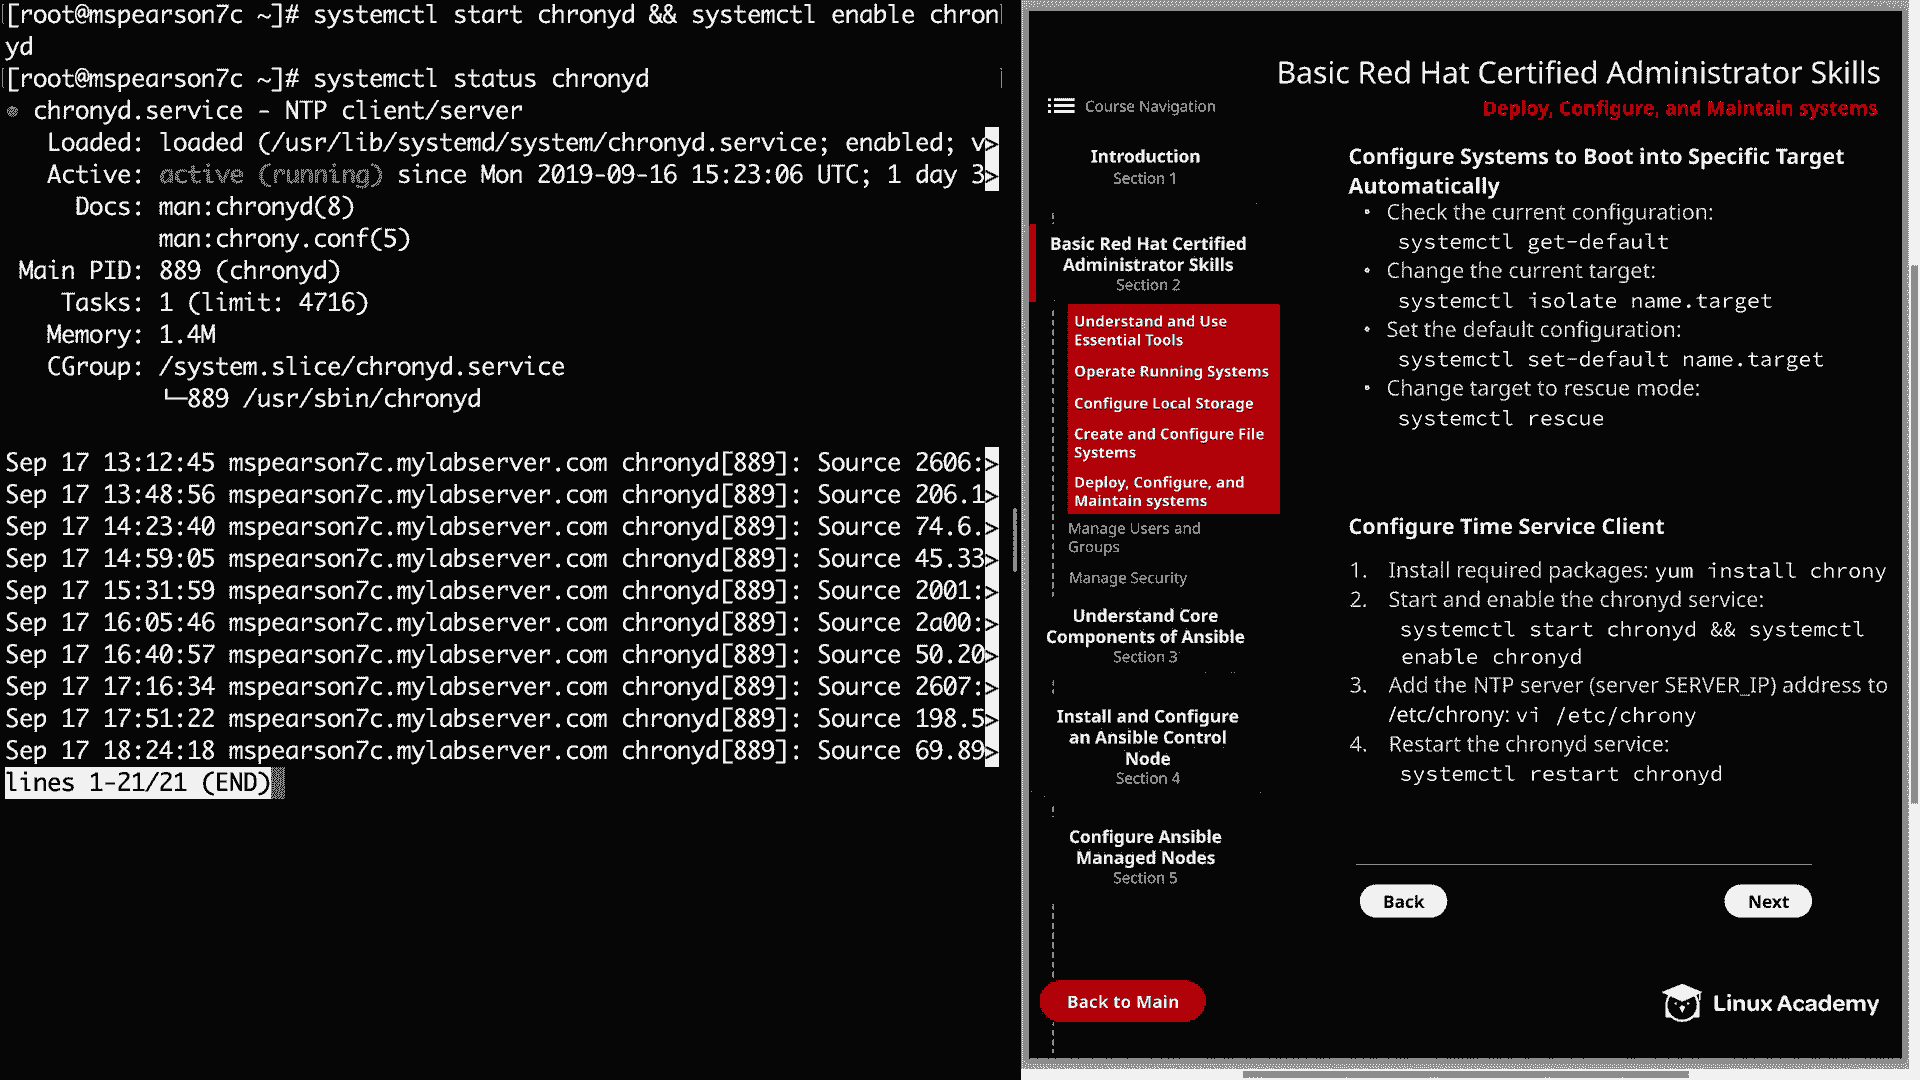 [root@mspearson7c ~]# systemctl start chronyd && systemctl enable chron
yd
[root@mspearson7c ~]# systemctl status chronyd
● chronyd.service - NTP client/server
Loaded: loaded (/usr/lib/systemd/system/chronyd.service; enabled; v>
Active: active (running) since Mon 2019-09-16 15:23:06 UTC; 1 day 3>
Docs: man:chronyd(8)
man:chrony.conf(5)
Main PID: 889 (chronyd)
Tasks: 1 (limit: 4716)
Memory: 1.4M
CGroup: /system.slice/chronyd.service
└─889 /usr/sbin/chronyd
Sep 17 13:12:45 mspearson7c.mylabserver.com chronyd[889]: Source 2606:>
Sep 17 13:48:56 mspearson7c.mylabserver.com chronyd[889]: Source 206.1>
Sep 17 14:23:40 mspearson7c.mylabserver.com chronyd[889]: Source 74.6.>
Sep 17 14:59:05 mspearson7c.mylabserver.com chronyd[889]: Source 45.33>
Sep 17 15:31:59 mspearson7c.mylabserver.com chronyd[889]: Source 2001:>
Sep 17 16:05:46 mspearson7c.mylabserver.com chronyd[889]: Source 2a00:>
Sep 17 16:40:57 mspearson7c.mylabserver.com chronyd[889]: Source 50.20>
Sep 17 17:16:34 mspearson7c.mylabserver.com chronyd[889]: Source 2607:>
Sep 17 17:51:22 mspearson7c.mylabserver.com chronyd[889]: Source 198.5>
Sep 17 18:24:18 mspearson7c.mylabserver.com chronyd[889]: Source 69.89>
lines 1-21/21 (END)
Basic Red Hat Certified Administrator Skills
Course Navigation
Deploy, Configure, and Maintain systems
Introduction
Section 1
Basic Red Hat Certified
Administrator Skills
Section 2
Understand and Use
Essential Tools
Operate Running Systems
Configure Local Storage
Create and Configure File
Systems
Deploy, Configure, and
Maintain systems
Manage Users and
Groups
Manage Security
Understand Core
Components of Ansible
Section 3
Install and Configure
an Ansible Control
Node
Section 4
Configure Ansible
Managed Nodes
Section 5
Back to Main
Configure Systems to Boot into Specific Target
Automatically
• Check the current configuration:
systemctl get-default
• Change the current target:
systemctl isolate name.target
• Set the default configuration:
systemctl set-default name.target
• Change target to rescue mode:
systemctl rescue
Configure Time Service Client
1. Install required packages: yum install chrony
2. Start and enable the chronyd service:
systemctl start chronyd && systemctl
enable chronyd
3. Add the NTP server (server SERVER_IP) address to
/etc/chrony: vi /etc/chrony
4. Restart the chronyd service:
systemctl restart chronyd
Back
Next
Linux Academy